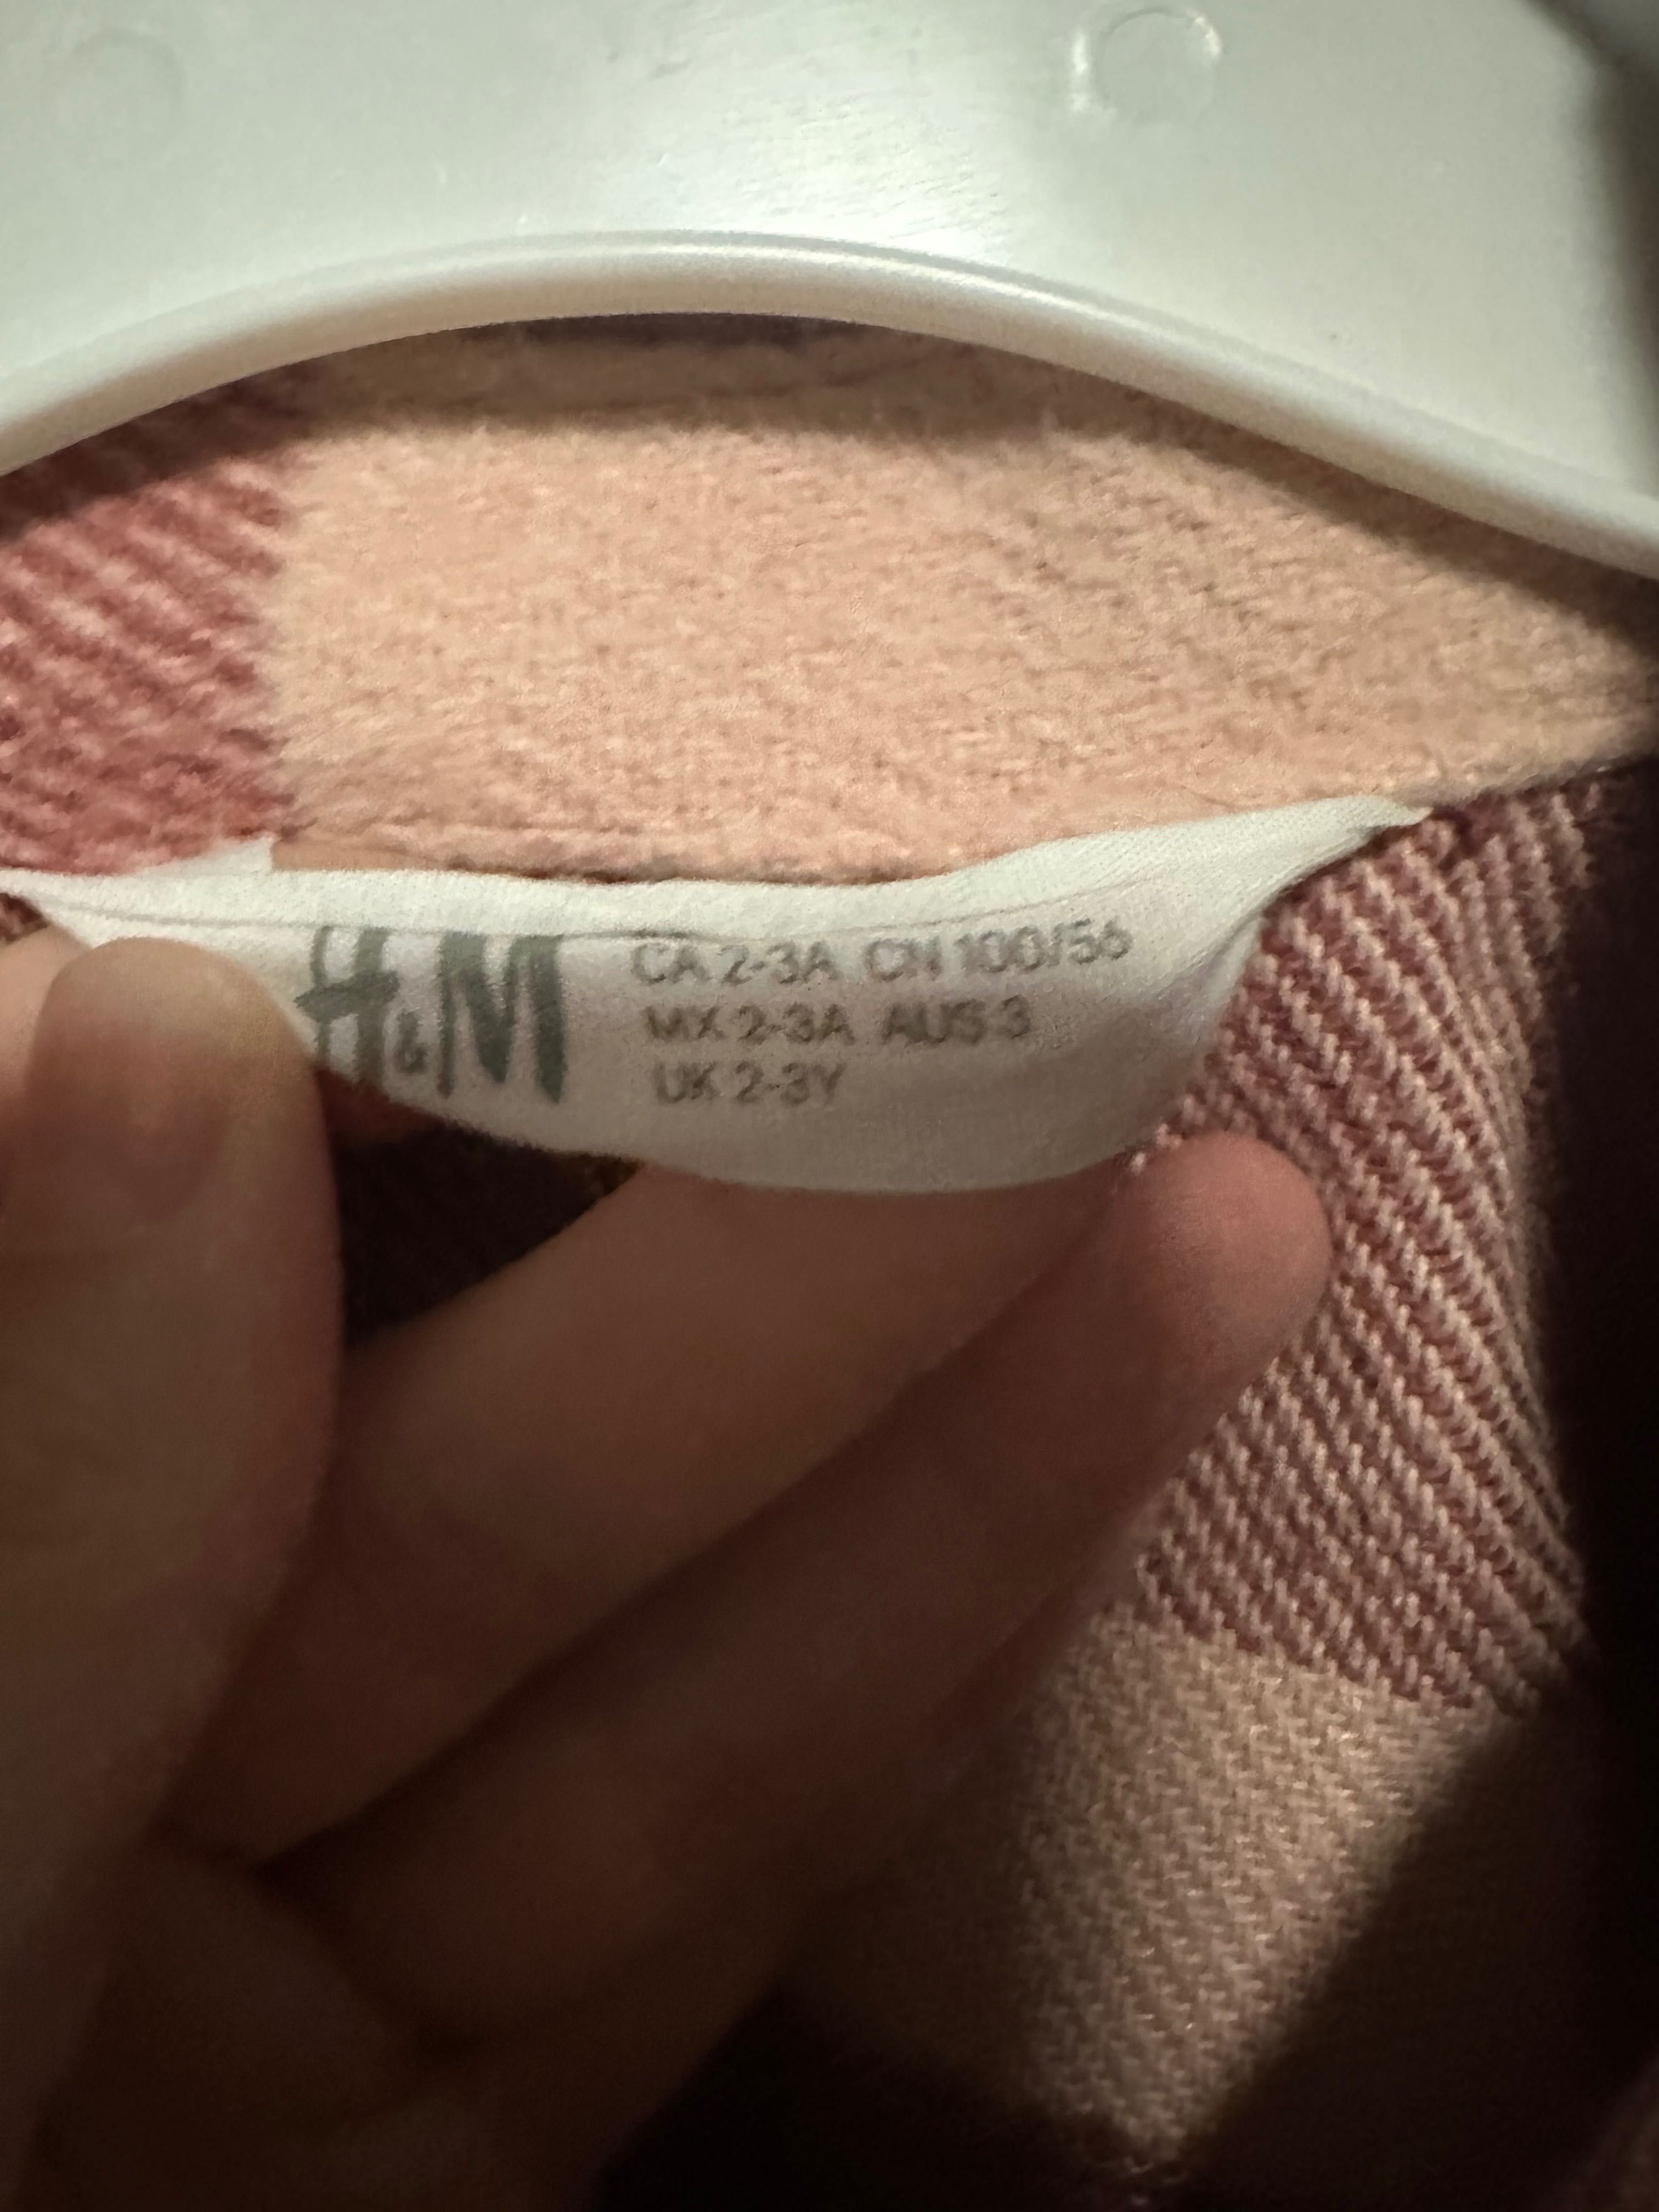 H&M
CA 2-3A CN 100/56
MX 2-3A AUS 3
UK 2-3Y